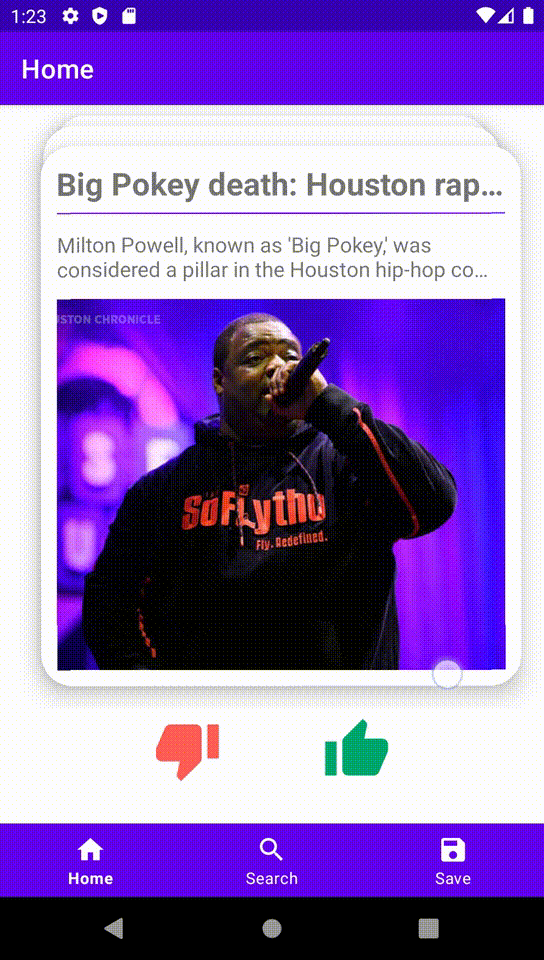 1:23
Home
Big Pokey death: Houston rap...
Milton Powell, known as 'Big Pokey,' was
considered a pillar in the Houston hip-hop co...
STON CHRONICLE
Fly. Redefined.
Home
Search
Save